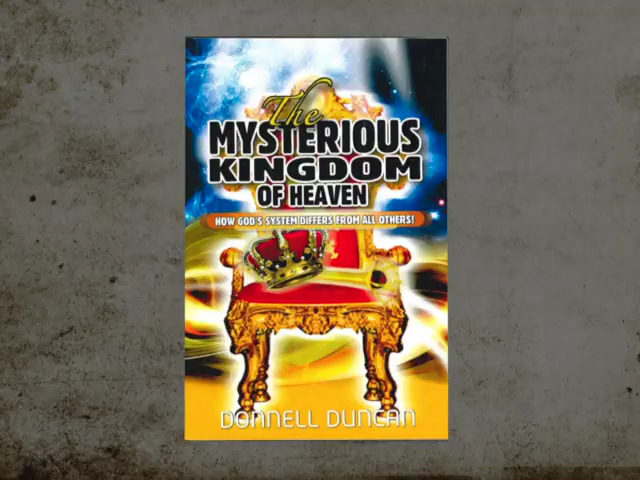 The
MYSTERIOUS
KINGDOM
OF HEAVEN
HOW GOD'S SYSTEM DIFFERS FROM ALL OTHERS!
DONNELL DUNCAN